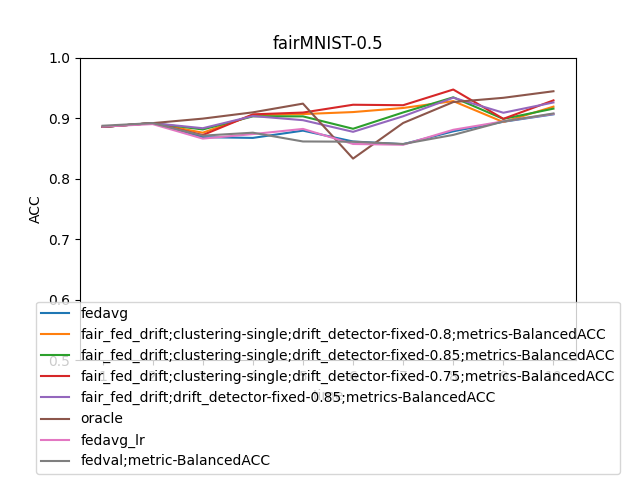 fairMNIST-0.5
1.0
0.9
0.8
0.7
0.6
0.5
ACC
fedavg
fair_fed_drift;clustering-single;drift_detector-fixed-0.8;metrics-BalancedACC
fair_fed_drift;clustering-single;drift_detector-fixed-0.85;metrics-BalancedACC
fair_fed_drift;clustering-single;drift_detector-fixed-0.75;metrics-BalancedACC
fair_fed_drift;drift_detector-fixed-0.85;metrics-BalancedACC
oracle
fedavg_lr
fedval;metric-BalancedACC